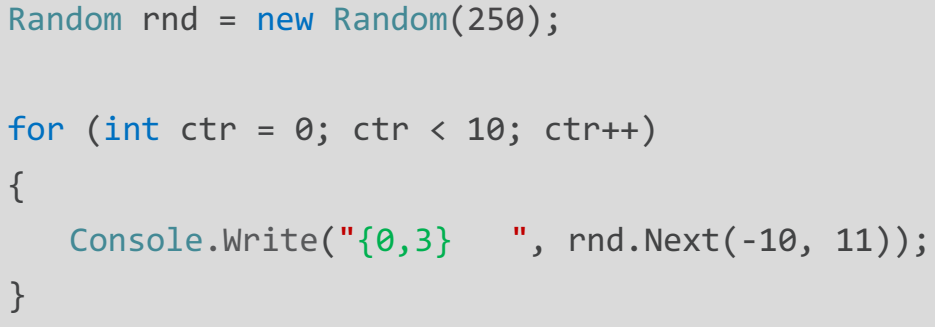 Random rnd = new Random(250);
for (int ctr = 0; ctr < 10; ctr++)
{
   Console.Write("{0,3}   ", rnd.Next(-10, 11));
}